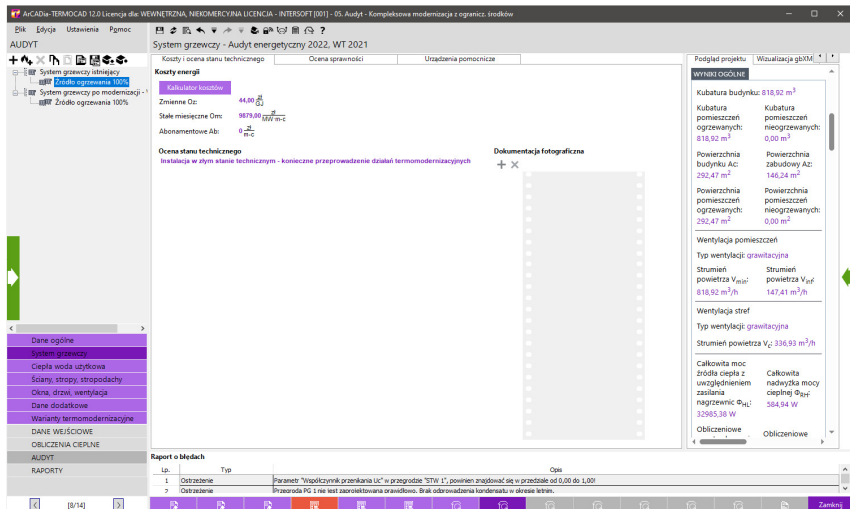 ArCADia-TERMOCAD 12.0 Licencja dla: WEWNĘTRZNA, NIEKOMERCYJNA LICENCJA - INTERSOFT [001] - 05. Audyt - Kompleksowa modernizacja z ogranicz. środków
Plik Edycja Ustawienia Pgmoc
AUDYT
System grzewczy - Audyt energetyczny 2022, WT 2021
System grzewczy istniejący
Źródło ogrzewania 100%
System grzewczy po modernizacji -
Źródło ogrzewania 100%
Koszty i ocena stanu technicznego Ocena sprawności Urządzenia pomocnicze
Koszty energii
Kalkulator kosztów
Zmienne Oz: 44,00 zł/GJ
Stałe miesięczne Om: 9879,00 zł/MW m-c
Abonamentowe Ab: 0 zł/m-c
Ocena stanu technicznego
Instalacja w złym stanie technicznym - konieczne przeprowadzenie działań termomodernizacyjnych
Dokumentacja fotograficzna
Podgląd projektu Wizualizacja gbXM
WYNIKI OGÓLNE
Kubatura budynku: 818,92 m³
Kubatura pomieszczeń ogrzewanych: 818,92 m³
Kubatura pomieszczeń nieogrzewanych: 0,00 m³
Powierzchnia budynku Ac: 292,47 m²
Powierzchnia zabudowy Az: 146,24 m²
Powierzchnia pomieszczeń ogrzewanych: 292,47 m²
Powierzchnia pomieszczeń nieogrzewanych: 0,00 m²
Wentylacja pomieszczeń
Typ wentylacji: grawitacyjna
Strumień powietrza Vmin: 818,92 m³/h
Strumień powietrza Vinf: 147,41 m³/h
Wentylacja stref
Typ wentylacji: grawitacyjna
Strumień powietrza Vs: 336,93 m³/h
Całkowita moc źródła ciepła z uwzględnieniem zasilania nagrzewnic ΦHL: 32985,38 W
Całkowita nadwyżka mocy cieplnej ΦRH: 584,94 W
Obliczeniowe
Obliczeniowe
Dane ogólne
System grzewczy
Ciepła woda użytkowa
Ściany, stropy, stropodachy
Okna, drzwi, wentylacja
Dane dodatkowe
Warianty termomodernizacyjne
DANE WEJŚCIOWE
OBLICZENIA CIEPLNE
AUDYT
RAPORTY
Raport o błędach
Lp. Typ Opis
1 Ostrzeżenie Parametr "Współczynnik przenikania Uc" w przegrodzie "STW 1", powinien znajdować się w przedziale od 0,00 do 1,00!
2 Ostrzeżenie Przegroda PG 1 nie jest zaprojektowana prawidłowo. Brak odprowadzenia kondensatu w okresie letnim.
[8/14]
Zamknij